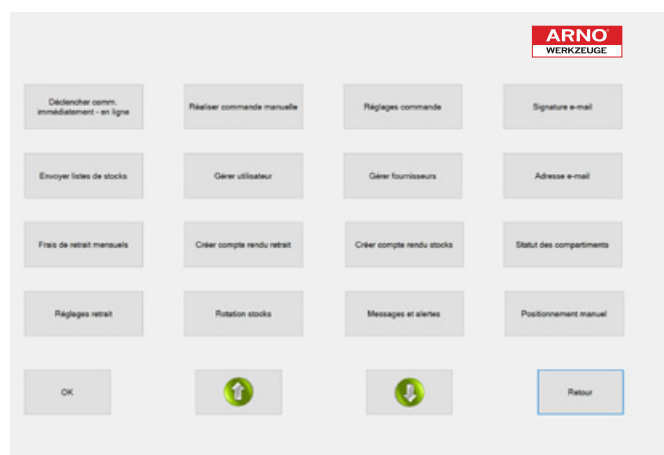 ARNO
WERKZEUGE
Déclencher comm.
immédiatement - en ligne
Réaliser commande manuelle
Réglages commande
Signature e-mail
Envoyer listes de stocks
Gérer utilisateur
Gérer fournisseurs
Adresse e-mail
Frais de retrait mensuels
Créer compte rendu retrait
Créer compte rendu stocks
Statut des compartiments
Réglages retrait
Rotation stocks
Messages et alertes
Positionnement manuel
OK
Retour